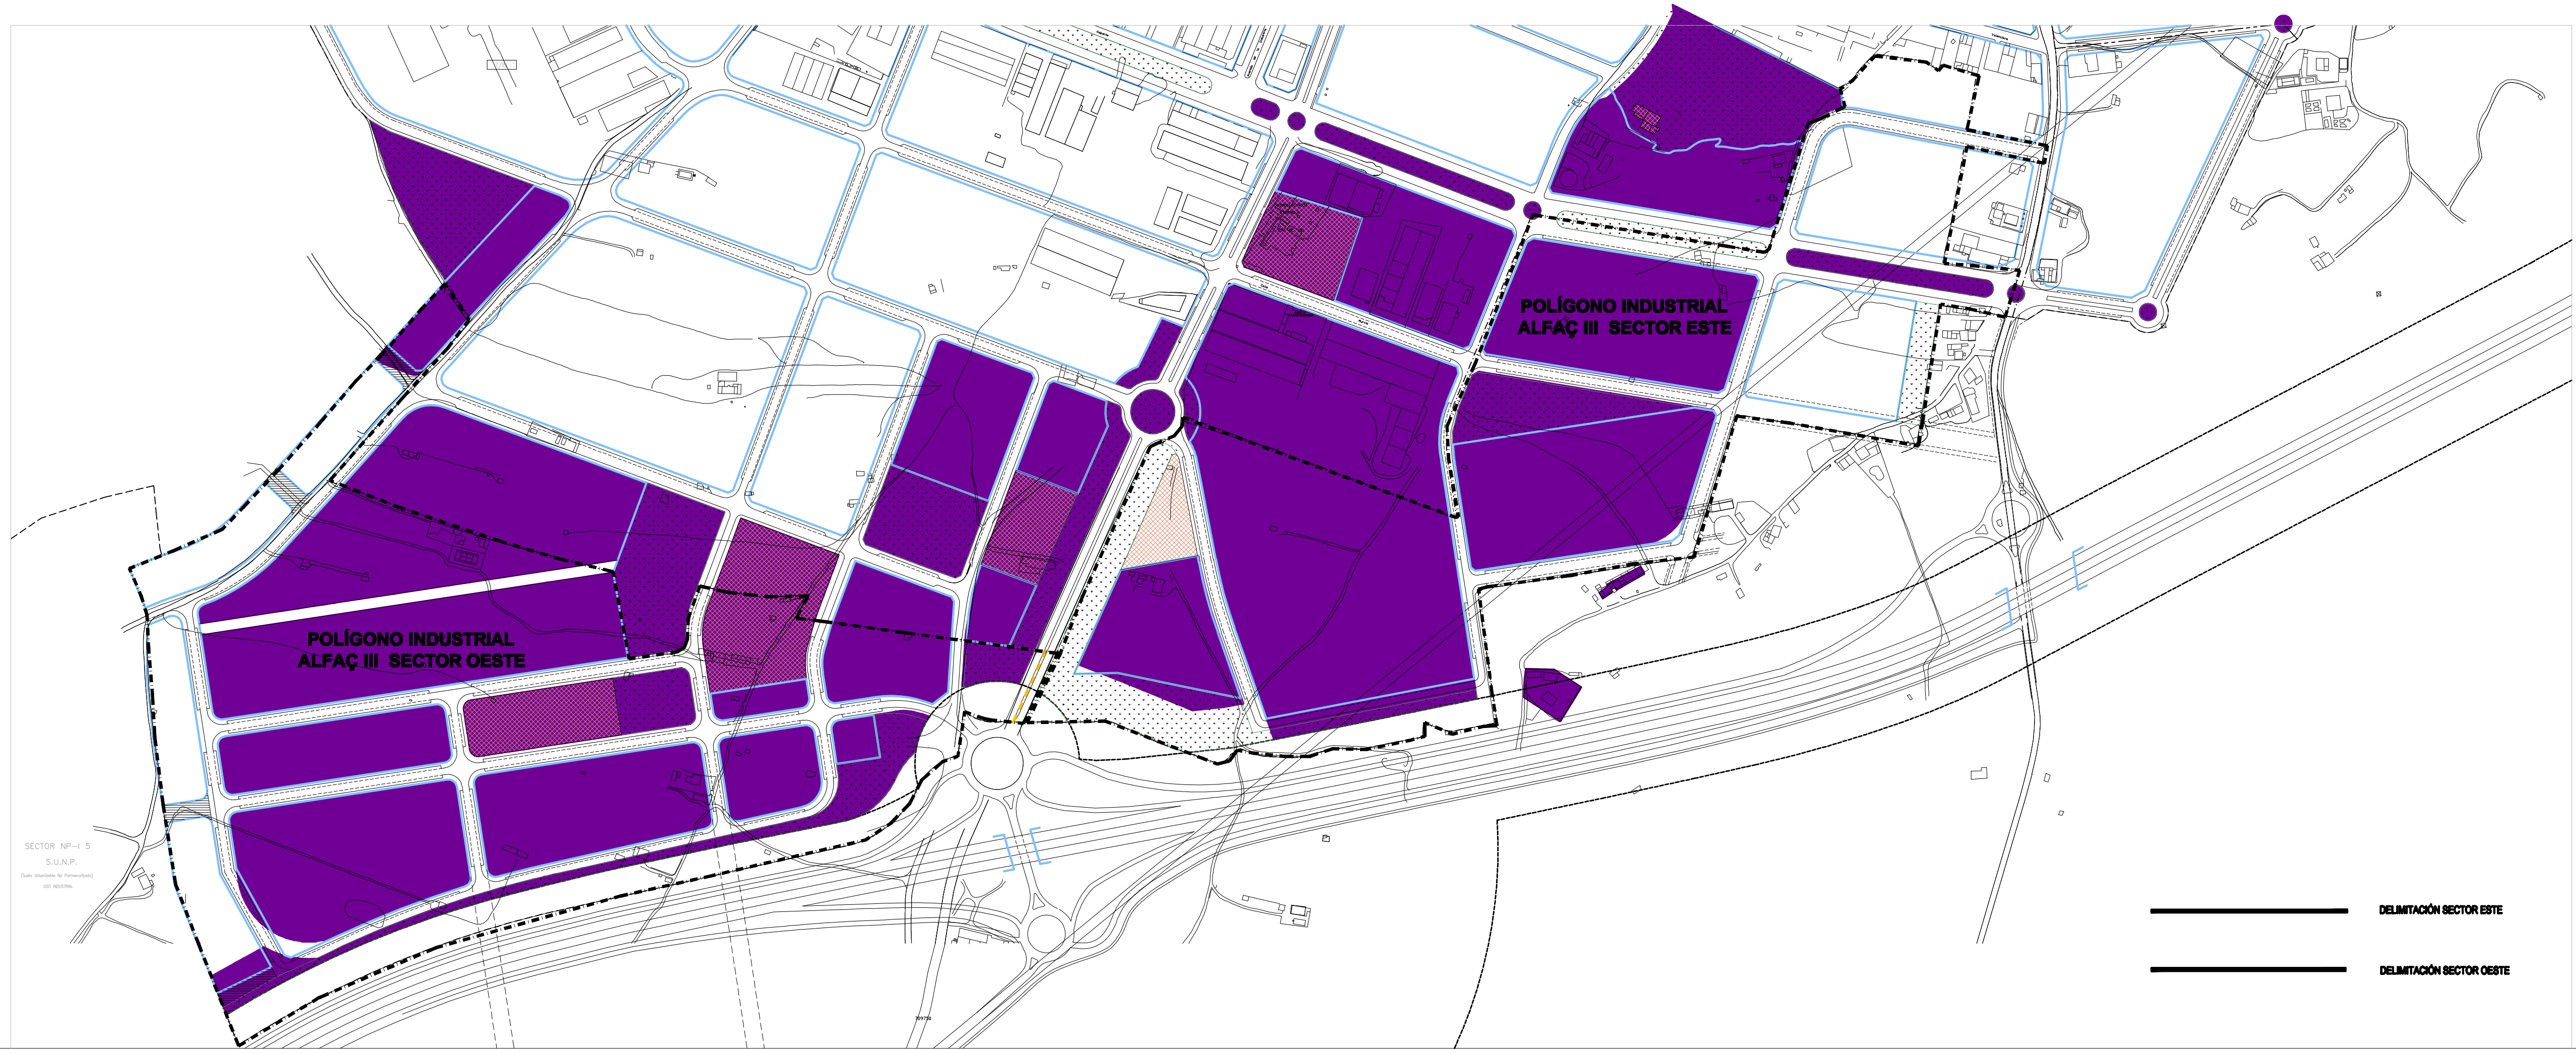 POLÍGONO INDUSTRIAL
ALFAÇ III SECTOR ESTE
POLÍGONO INDUSTRIAL
ALFAÇ III SECTOR OESTE
SECTOR NP-I 5
S.U.N.P.
DELIMITACIÓN SECTOR ESTE
DELIMITACIÓN SECTOR OESTE
709750